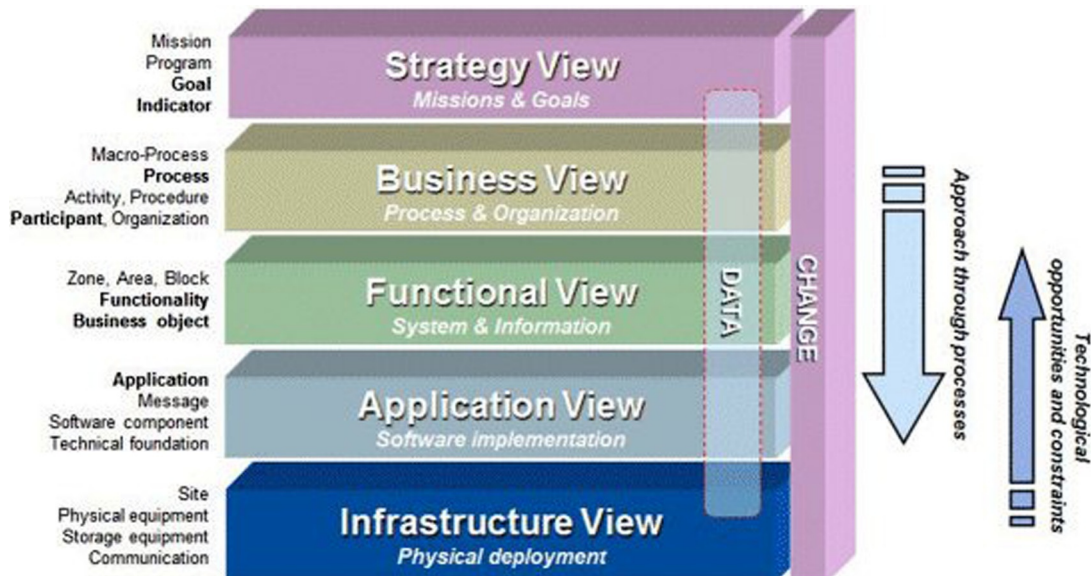 Mission
Program
Goal
Indicator
Strategy View
Missions & Goals
Macro-Process
Process
Activity, Procedure
Participant, Organization
Business View
Process & Organization
Zone, Area, Block
Functionality
Business object
Functional View
System & Information
Application
Message
Software component
Technical foundation
Application View
Software implementation
Site
Physical equipment
Storage equipment
Communication
Infrastructure View
Physical deployment
DATA
CHANGE
Approach through processes
Technological
opportunities and constraints